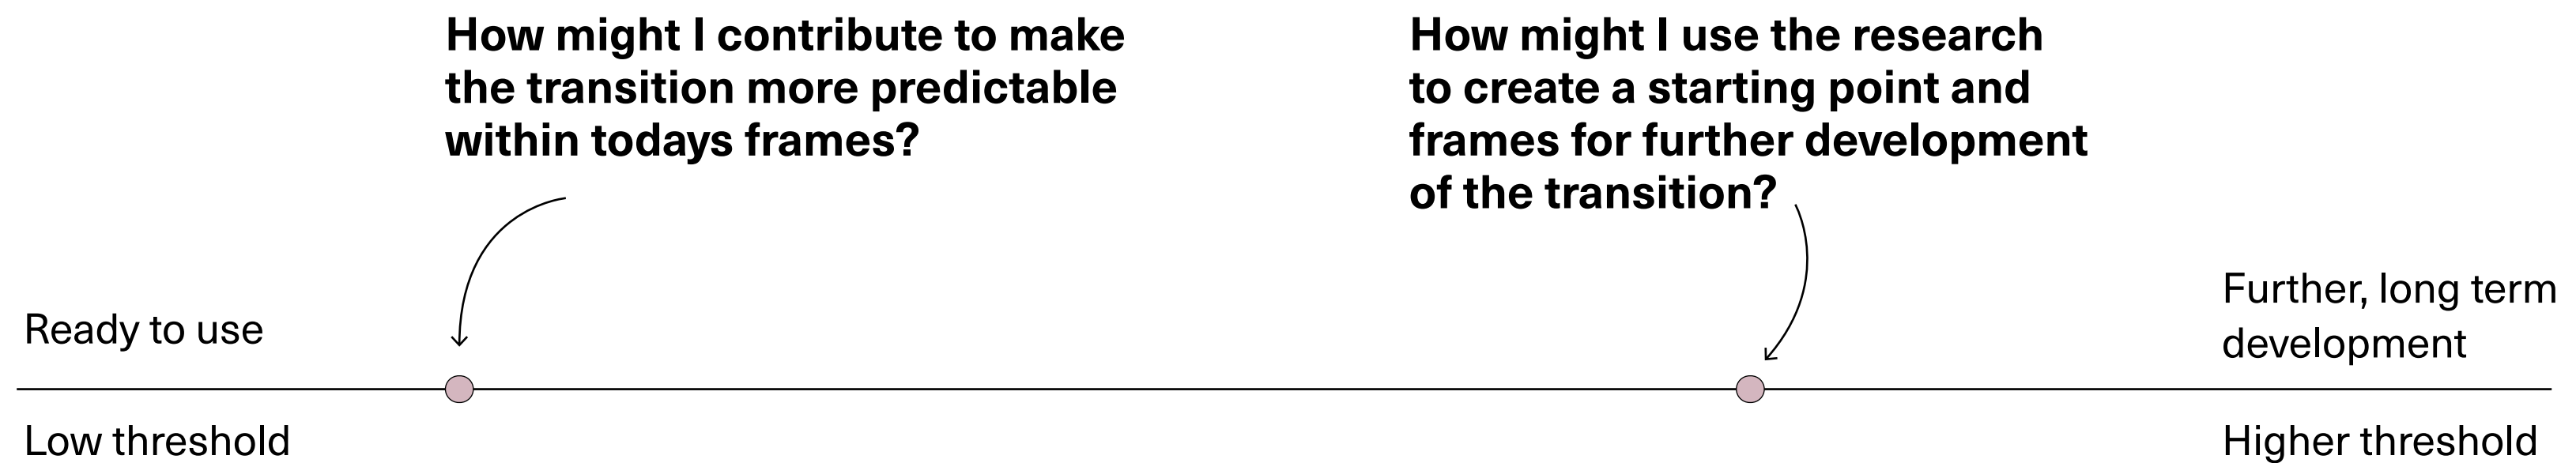 How might I contribute to make
the transition more predictable
within todays frames?
How might I use the research
to create a starting point and
frames for further development
of the transition?
Ready to use
Further, long term
development
Low threshold
Higher threshold